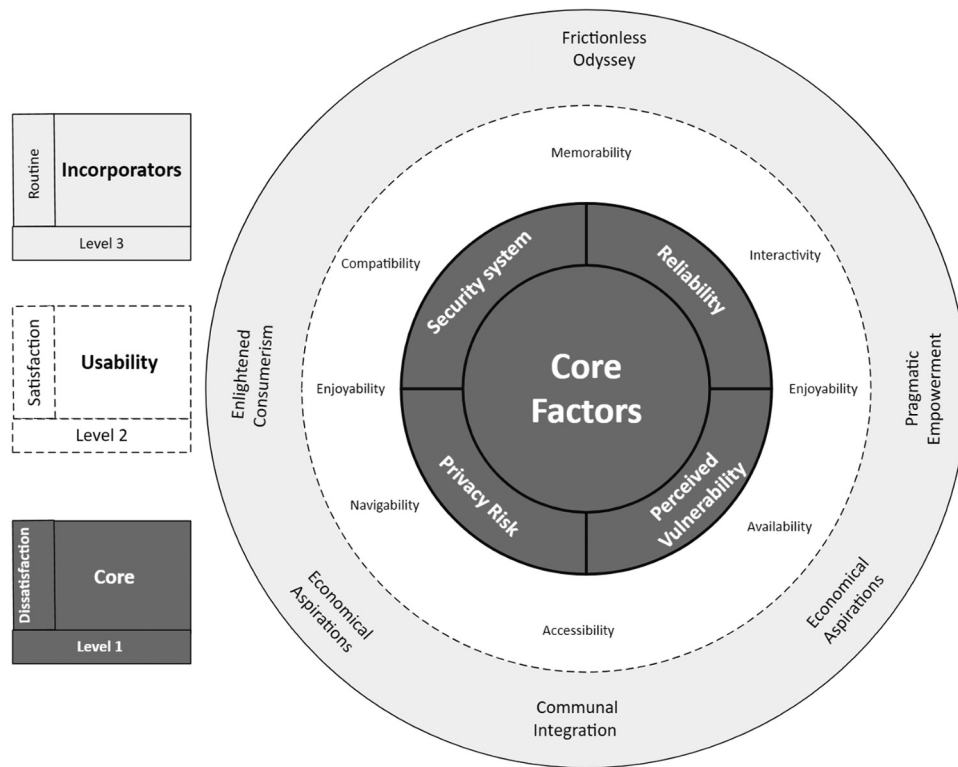 Routine
Incorporators
Level 3
Satisfaction
Usability
Level 2
Dissatisfaction
Core
Level 1
Frictionless
Odyssey
Memorability
Compatibility
Interactivity
Security system
Reliability
Enlightened
Consumerism
Enjoyability
Core
Factors
Enjoyability
Pragmatic
Empowerment
Privacy Risk
Perceived
Vulnerability
Navigability
Availability
Economical
Aspirations
Accessibility
Economical
Aspirations
Communal
Integration